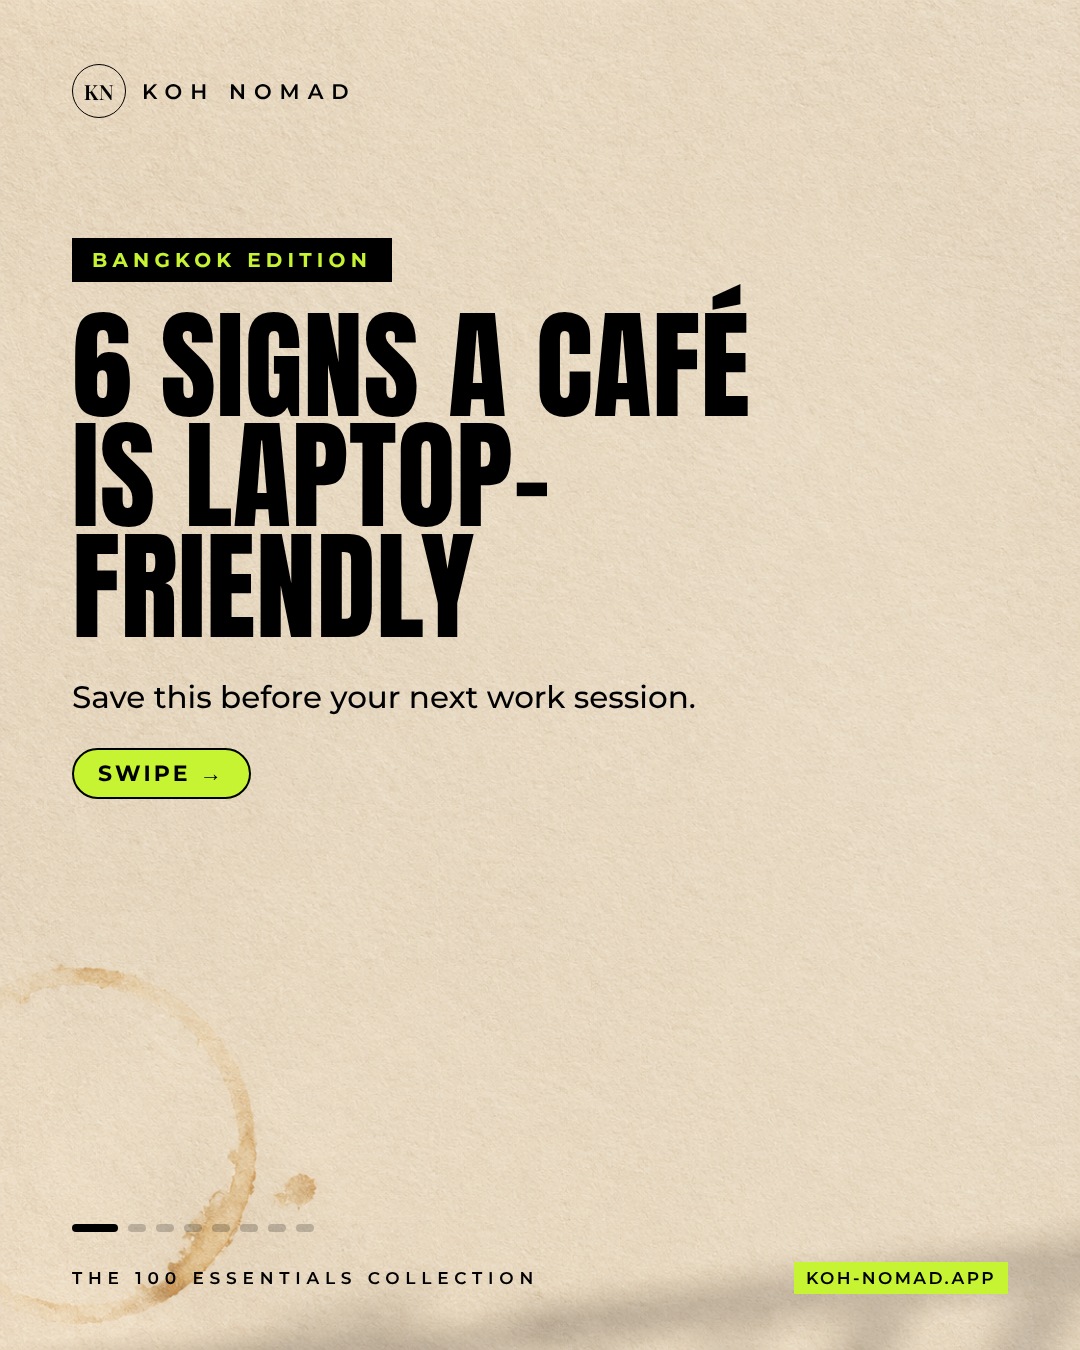 KN KOH NOMAD
BANGKOK EDITION
6 SIGNS A CAFÉ
IS LAPTOP-
FRIENDLY
Save this before your next work session.
SWIPE →
THE 100 ESSENTIALS COLLECTION
KOH-NOMAD.APP